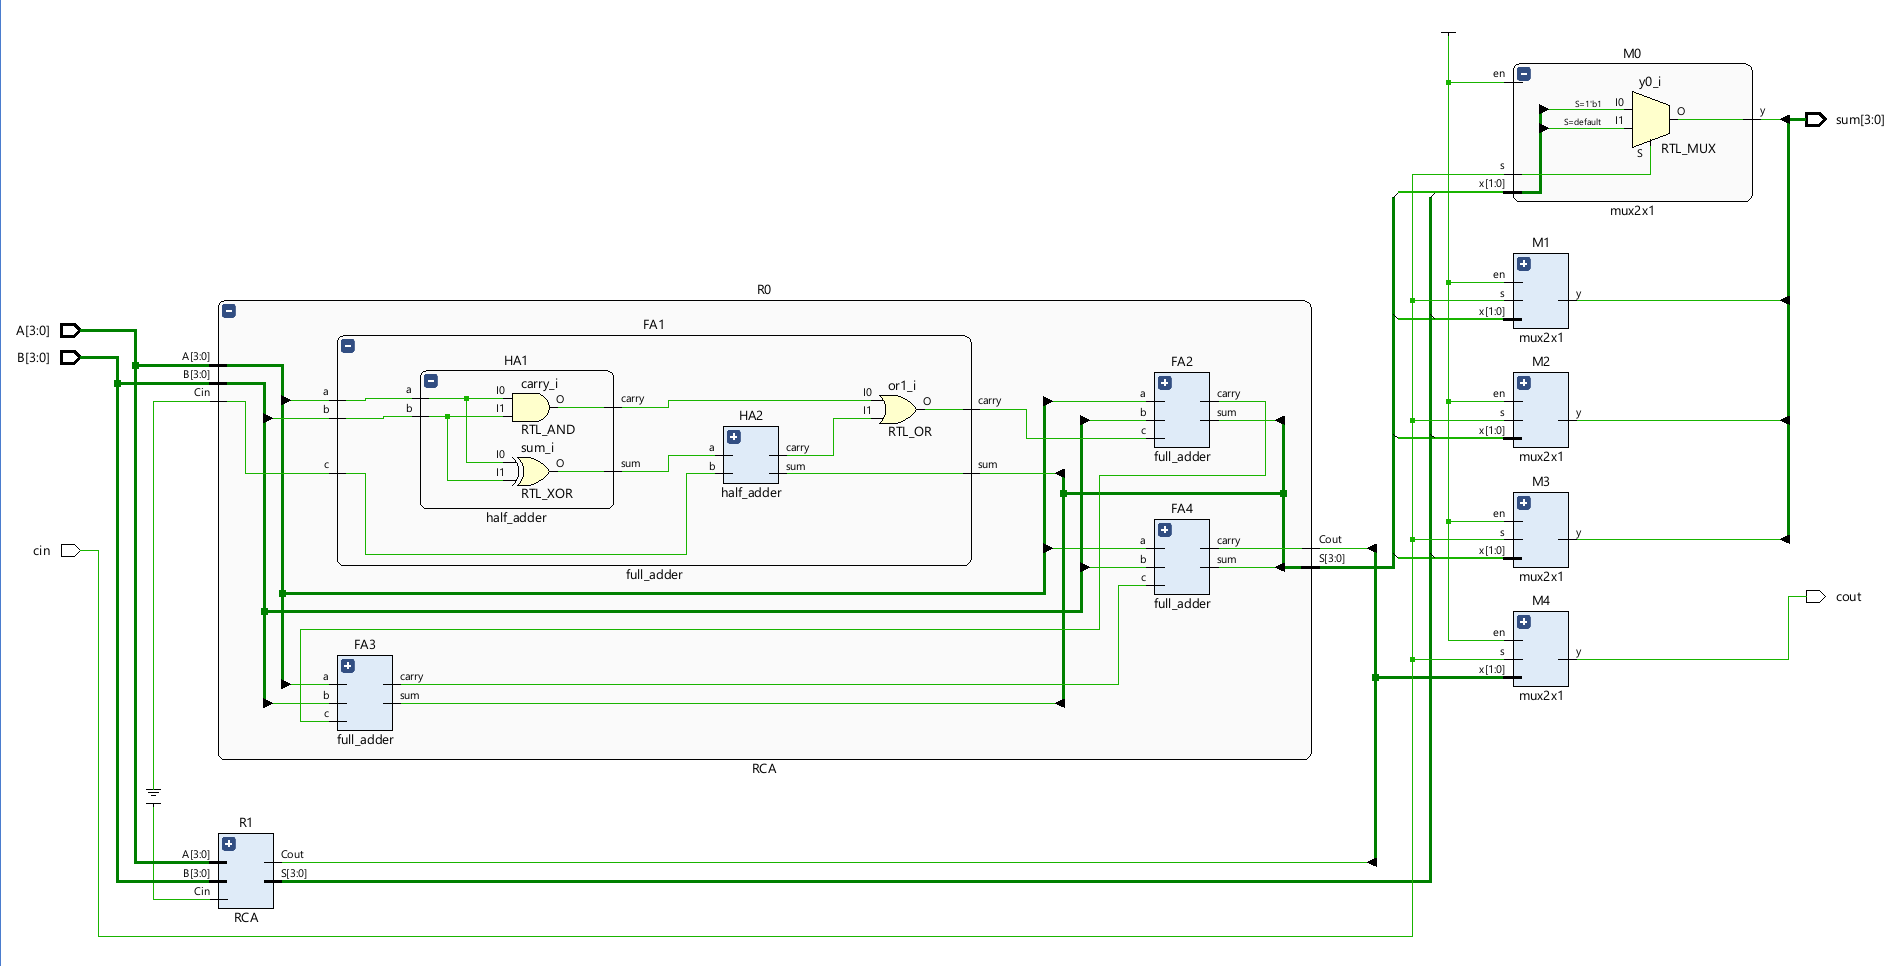 M0
en
y0_i
S=1'b1
I0
O
y
S=default
I1
S
RTL_MUX
s
x[1:0]
mux2x1
sum[3:0]
M1
en
s
y
x[1:0]
mux2x1
M2
en
s
y
x[1:0]
mux2x1
M3
en
s
y
x[1:0]
mux2x1
M4
en
s
y
x[1:0]
mux2x1
cout
A[3:0]
B[3:0]
cin
R0
A[3:0]
B[3:0]
Cin
FA1
a
b
c
HA1
a
b
carry_i
I0
I1
O
RTL_AND
carry
sum_i
I0
I1
O
RTL_XOR
sum
half_adder
HA2
a
b
carry
sum
half_adder
or1_i
I0
I1
O
RTL_OR
carry
sum
full_adder
FA2
a
b
c
carry
sum
full_adder
FA4
a
b
c
carry
sum
full_adder
Cout
S[3:0]
FA3
a
b
c
carry
sum
full_adder
RCA
R1
A[3:0]
B[3:0]
Cin
Cout
S[3:0]
RCA